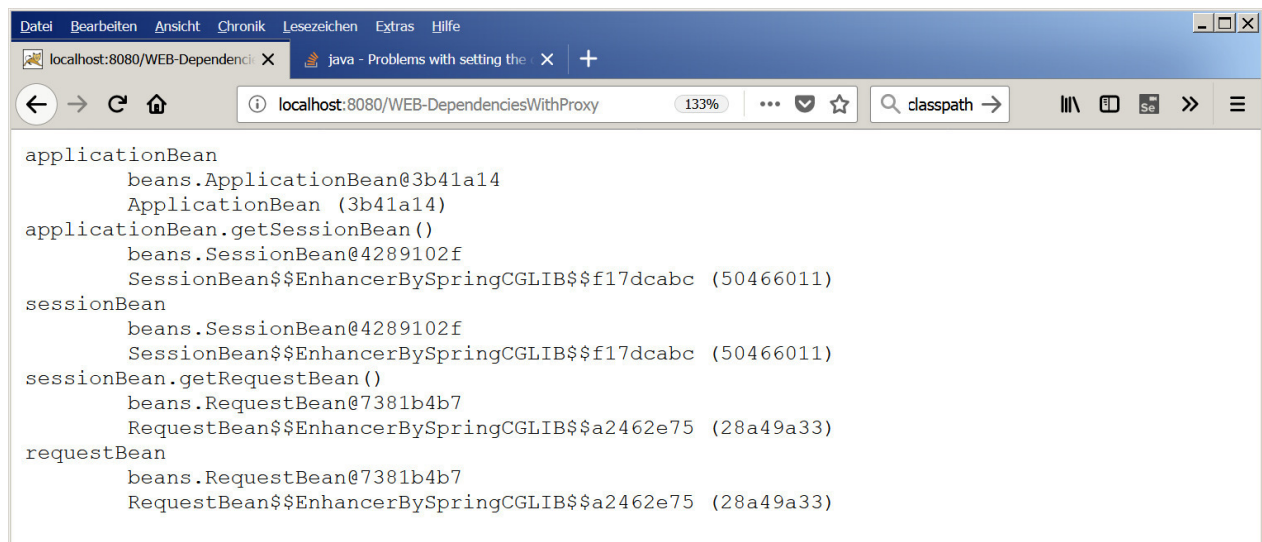 Datei Bearbeiten Ansicht Chronik Lesezeichen Extras Hilfe
localhost:8080/WEB-Dependenci java - Problems with setting the
localhost:8080/WEB-DependenciesWithProxy 133% classpath Se
applicationBean
beans.ApplicationBean@3b41a14
ApplicationBean (3b41a14)
applicationBean.getSessionBean()
beans.SessionBean@4289102f
SessionBean$$EnhancerBySpringCGLIB$$f17dcabc (50466011)
sessionBean
beans.SessionBean@4289102f
SessionBean$$EnhancerBySpringCGLIB$$f17dcabc (50466011)
sessionBean.getRequestBean()
beans.RequestBean@7381b4b7
RequestBean$$EnhancerBySpringCGLIB$$a2462e75 (28a49a33)
requestBean
beans.RequestBean@7381b4b7
RequestBean$$EnhancerBySpringCGLIB$$a2462e75 (28a49a33)